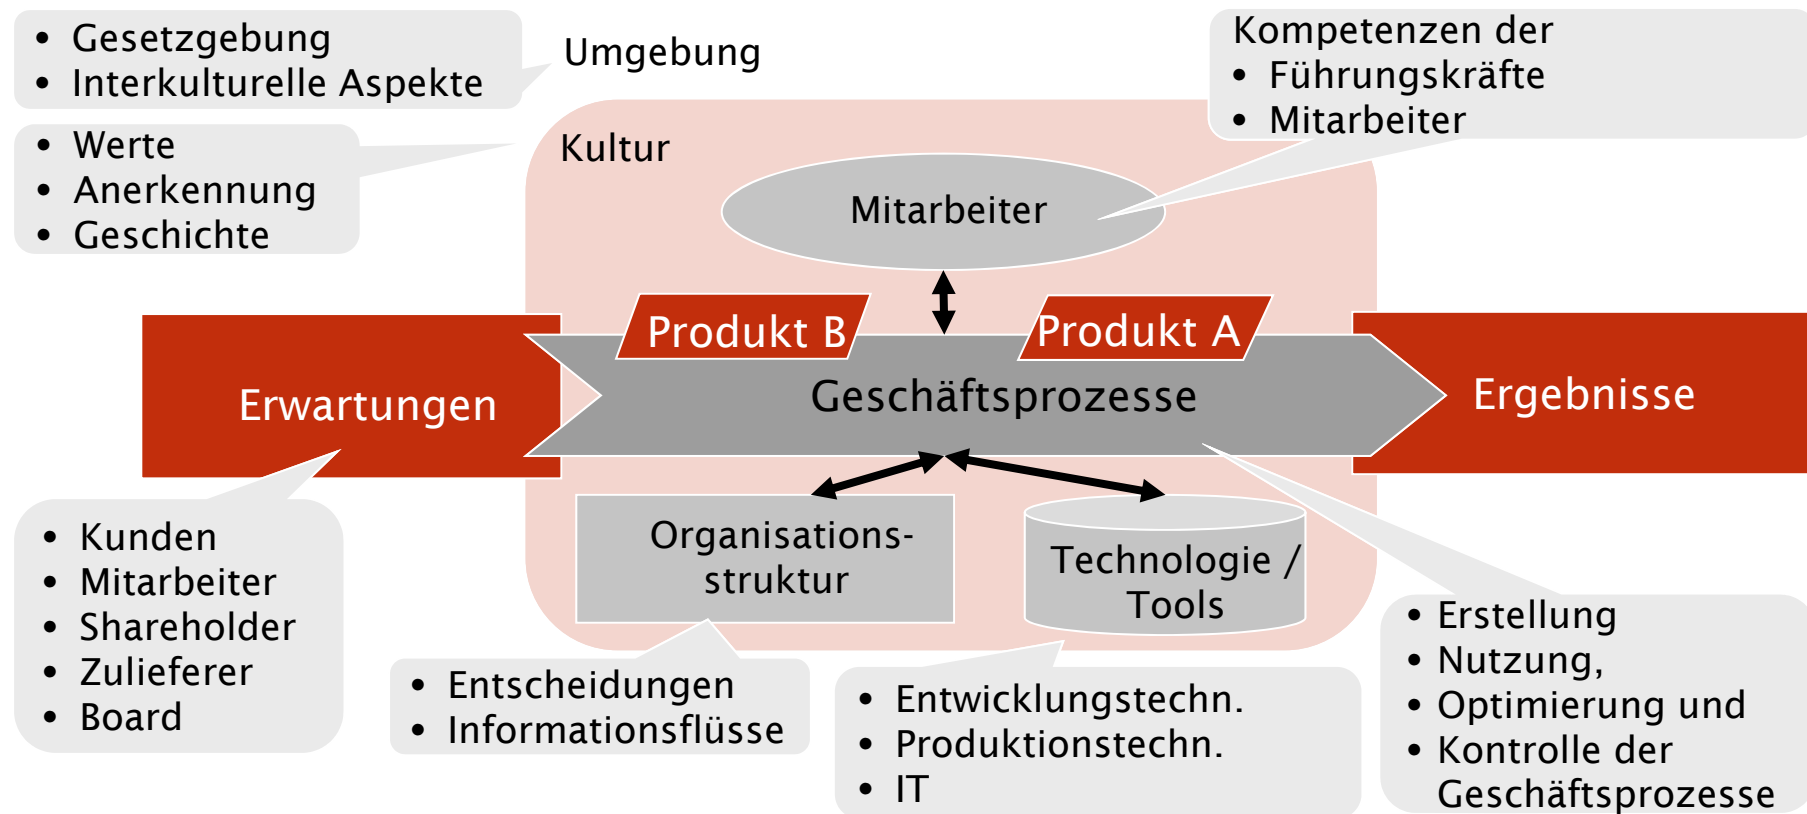 • Gesetzgebung
• Interkulturelle Aspekte
Umgebung
Kompetenzen der
• Führungskräfte
• Mitarbeiter
• Werte
• Anerkennung
• Geschichte
Kultur
Mitarbeiter
Produkt B
Produkt A
Erwartungen
Geschäftsprozesse
Ergebnisse
Organisations-
struktur
Technologie /
Tools
• Kunden
• Mitarbeiter
• Shareholder
• Zulieferer
• Board
• Entscheidungen
• Informationsflüsse
• Entwicklungstechn.
• Produktionstechn.
• IT
• Erstellung
• Nutzung,
• Optimierung und
• Kontrolle der
Geschäftsprozesse